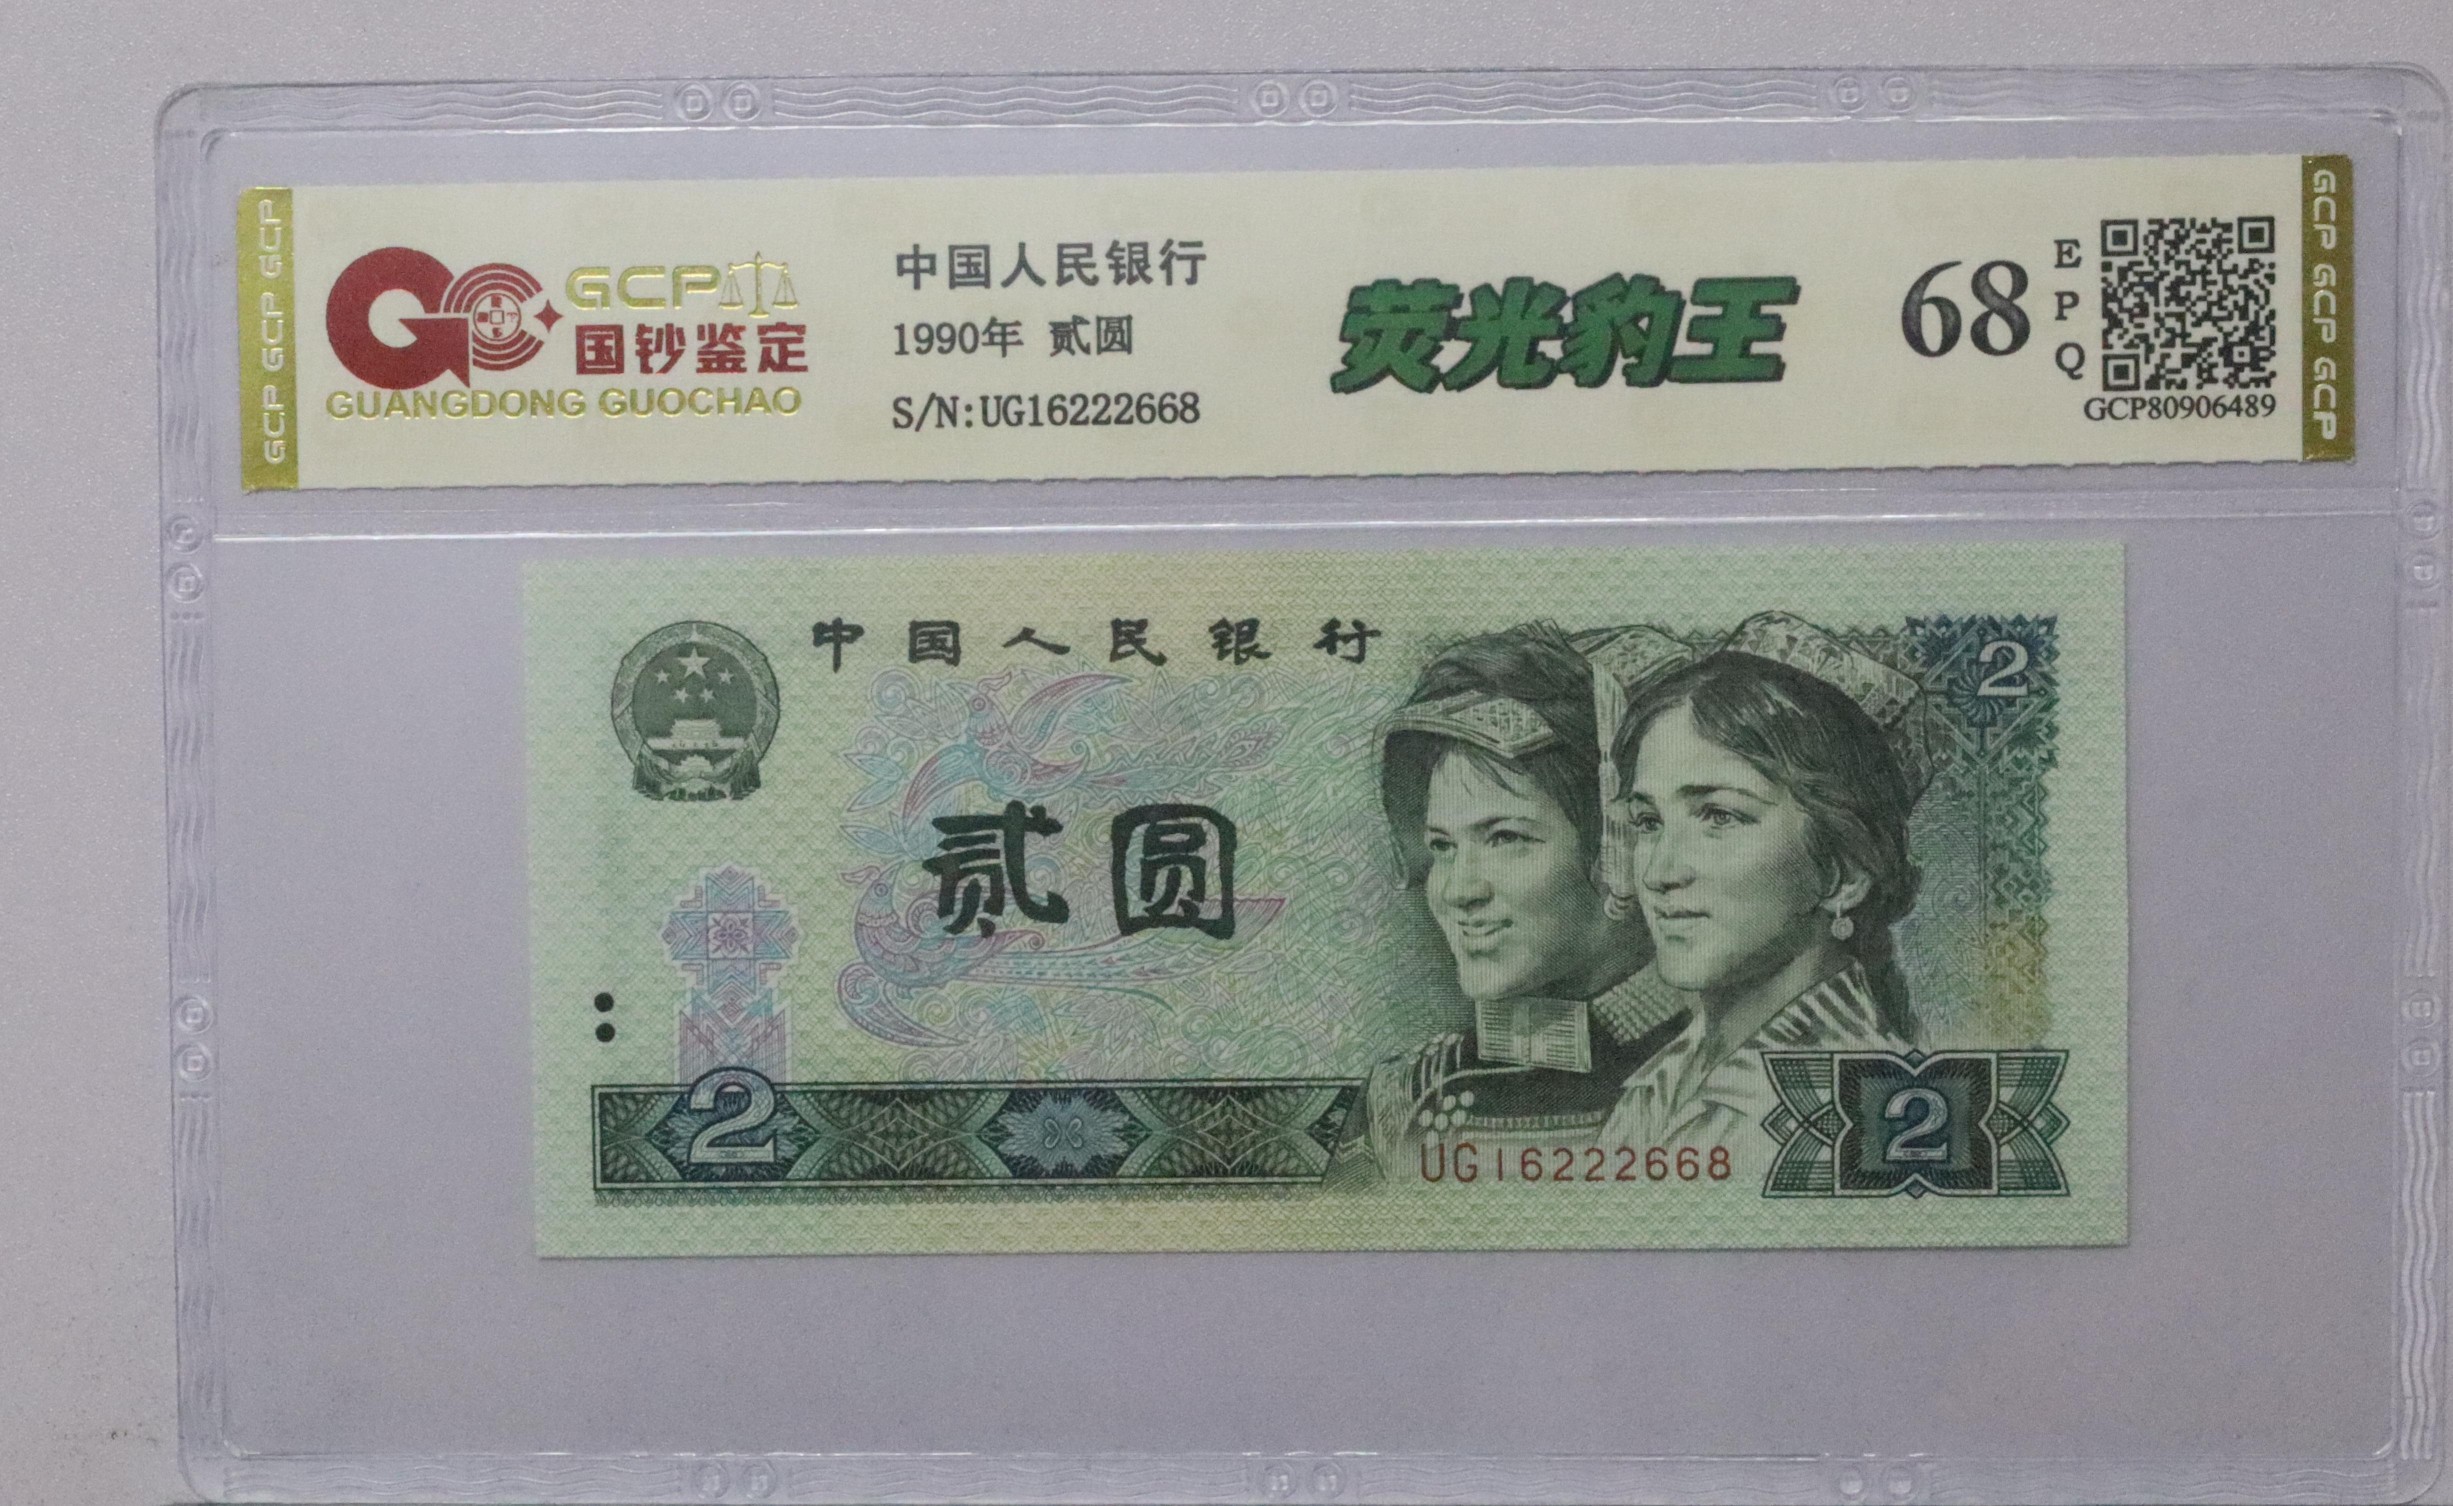 GCP GCP GCP
GCP
国钞鉴定
GUANGDONG GUOCHAO
中国人民银行
1990年 贰圆
S/N:UG16222668
荧光豹王
68
E
P
Q
GCP80906489
GCP GCP GCP
中国人民银行
2
贰圆
2
UG16222668
2